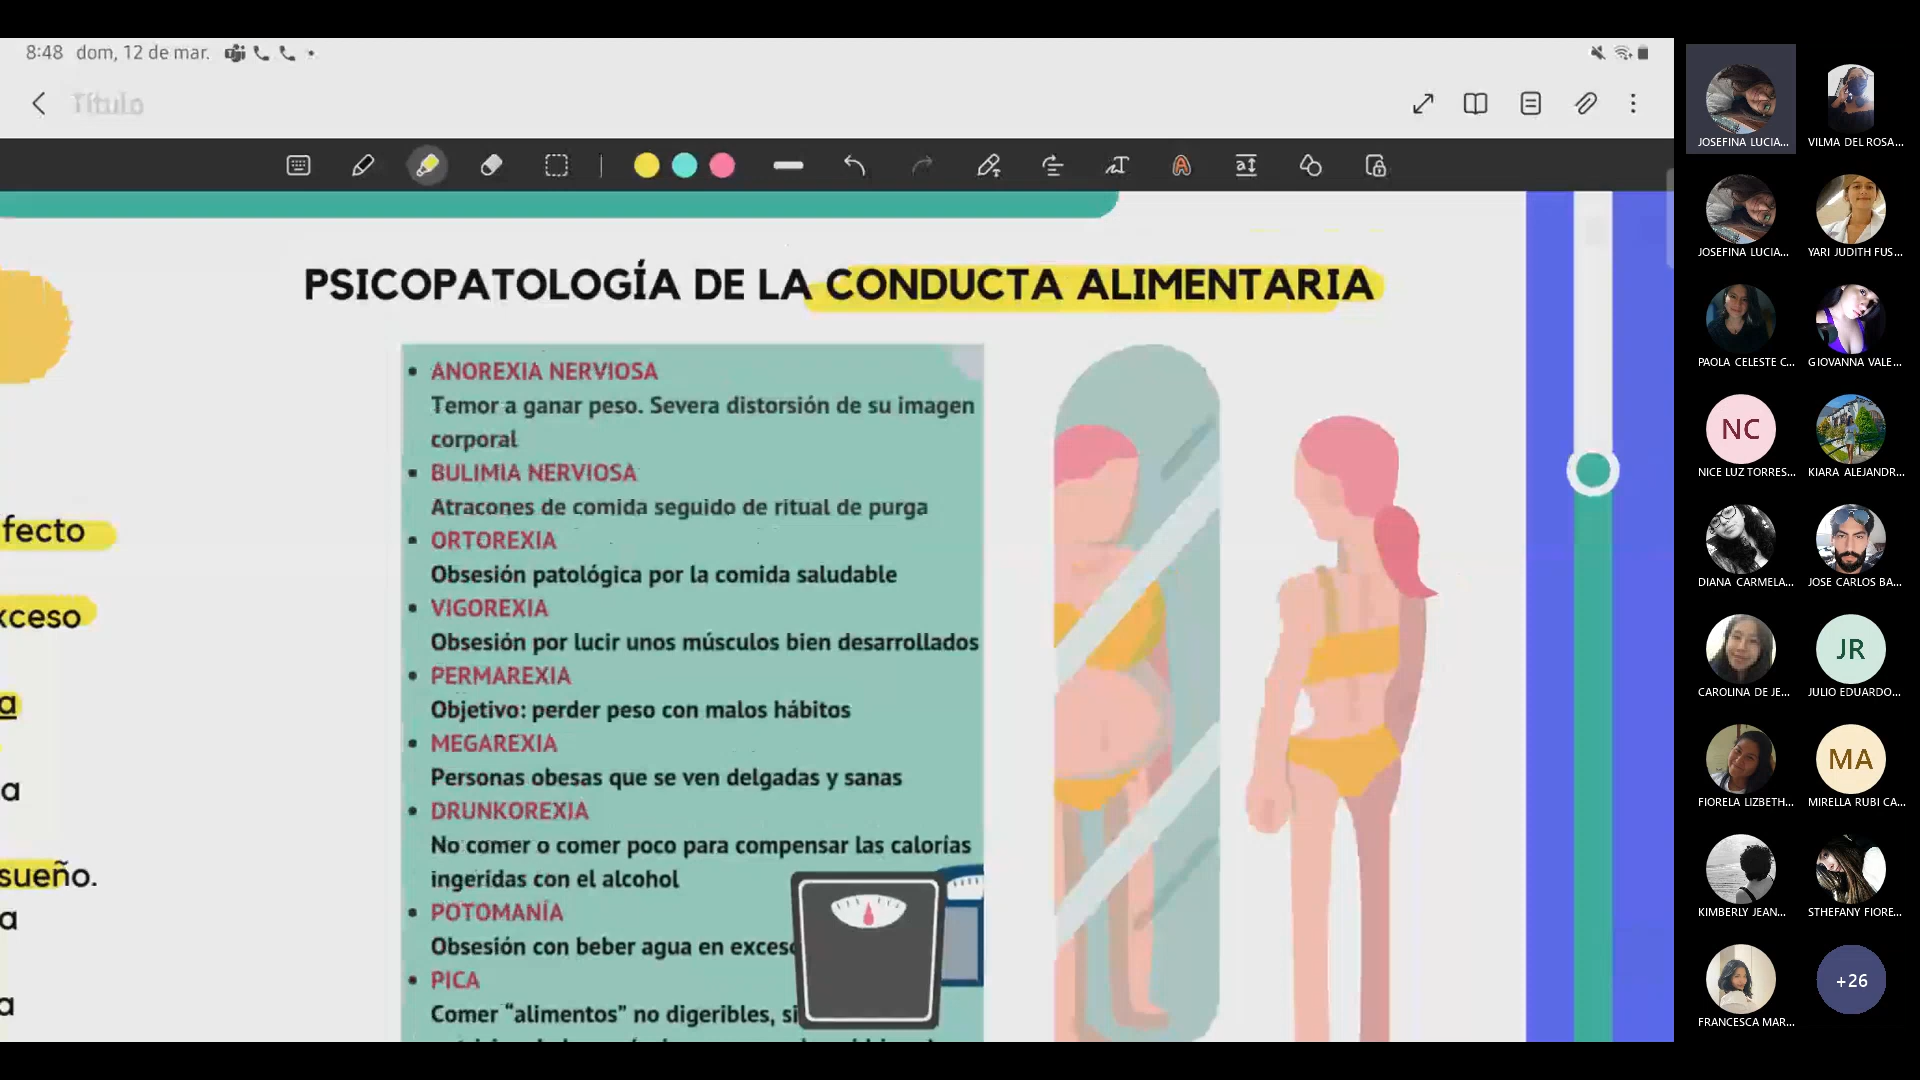 8:48 dom, 12 de mar.
Título
PSICOPATOLOGÍA DE LA CONDUCTA ALIMENTARIA
fecto
xceso
a
a
sueño.
a
a
ANOREXIA NERVIOSA
Temor a ganar peso. Severa distorsión de su imagen
corporal
BULIMIA NERVIOSA
Atracones de comida seguido de ritual de purga
ORTOREXIA
Obsesión patológica por la comida saludable
VIGOREXIA
Obsesión por lucir unos músculos bien desarrollados
PERMAREXIA
Objetivo: perder peso con malos hábitos
MEGAREXIA
Personas obesas que se ven delgadas y sanas
DRUNKOREXIA
No comer o comer poco para compensar las calorías
ingeridas con el alcohol
POTOMANÍA
Obsesión con beber agua en exceso
PICA
Comer “alimentos” no digeribles, si
JOSEFINA LUCIA...
VILMA DEL ROSA...
JOSEFINA LUCIA...
YARI JUDITH FUS...
PAOLA CELESTE C...
GIOVANNA VALE...
NC
NICE LUZ TORRES...
KIARA ALEJANDR...
DIANA CARMELA...
JOSE CARLOS BA...
CAROLINA DE JE...
JR
JULIO EDUARDO...
FIORELA LIZBETH...
MA
MIRELLA RUBI CA...
KIMBERLY JEAN...
STHEFANY FIORE...
FRANCESCA MAR...
+26